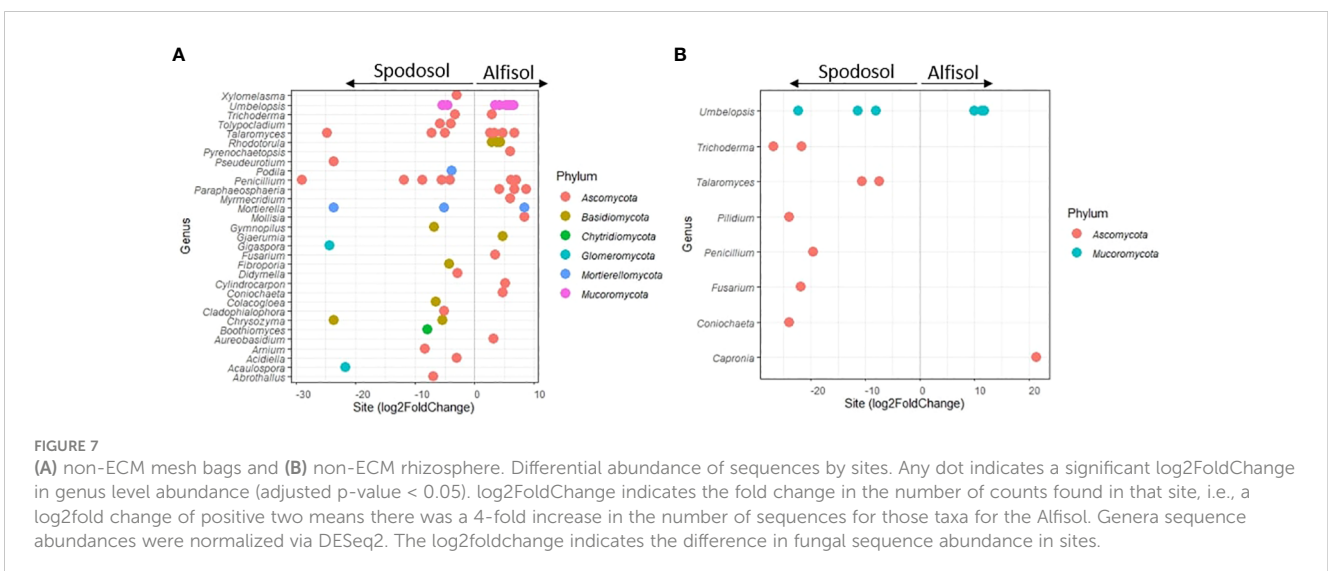 A
Spodosol Alfisol
Xylomelasma
Umbelopsis
Trichoderma
Tolypocladium
Talaromyces
Rhodotorula
Pyrenochaetopsis
Pseudeurotium
Podila
Penicillium
Paraphaeosphaeria
Myrmecridium
Mortierella
Mollisia
Gymnopilus
Gjaerumia
Gigaspora
Fusarium
Fibroporia
Didymella
Cylindrocarpon
Coniochaeta
Colacogloea
Cladophialophora
Chrysozyma
Boothiomyces
Aureobasidium
Arnium
Acidiella
Acaulospora
Abrothallus
Genus
-30 -20 -10 0 10
Site (log2FoldChange)
Phylum
Ascomycota
Basidiomycota
Chytridiomycota
Glomeromycota
Mortierellomycota
Mucoromycota
B
Spodosol Alfisol
Umbelopsis
Trichoderma
Talaromyces
Pilidium
Penicillium
Fusarium
Coniochaeta
Capronia
Genus
-20 -10 0 10 20
Site (log2FoldChange)
Phylum
Ascomycota
Mucoromycota
FIGURE 7
(A) non-ECM mesh bags and (B) non-ECM rhizosphere. Differential abundance of sequences by sites. Any dot indicates a significant log2FoldChange
in genus level abundance (adjusted p-value < 0.05). log2FoldChange indicates the fold change in the number of counts found in that site, i.e., a
log2fold change of positive two means there was a 4-fold increase in the number of sequences for those taxa for the Alfisol. Genera sequence
abundances were normalized via DESeq2. The log2foldchange indicates the difference in fungal sequence abundance in sites.